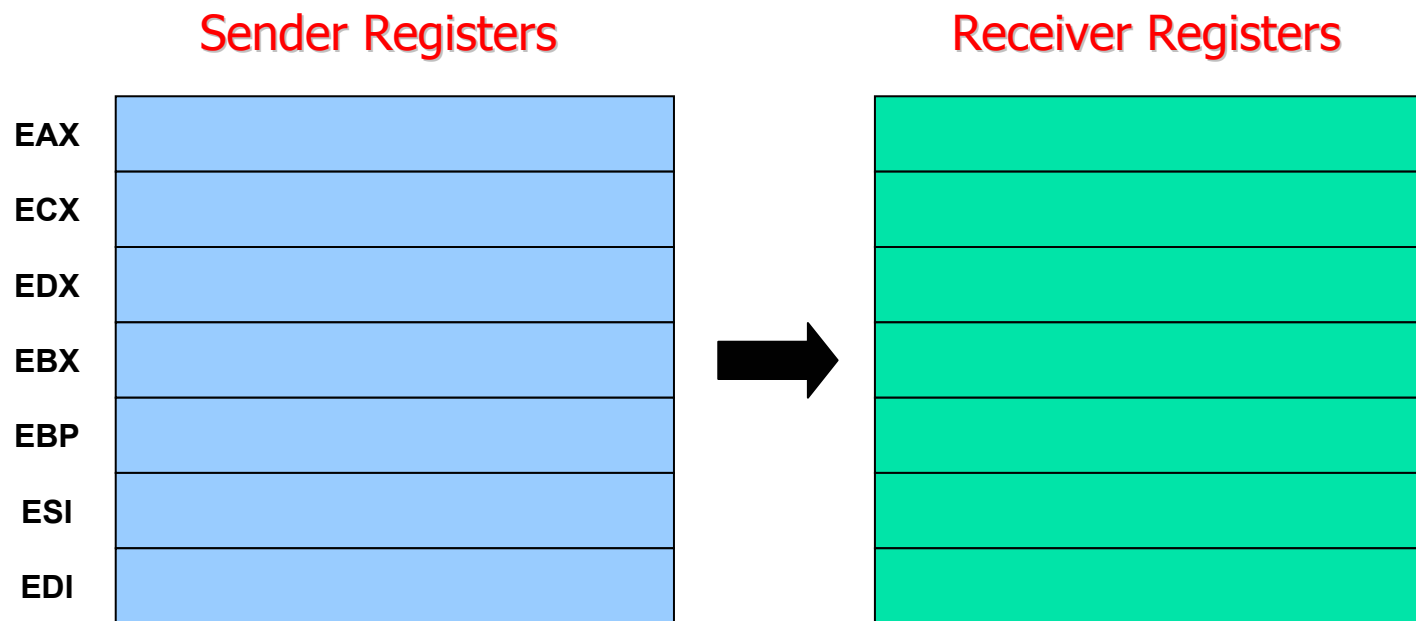 Sender Registers
Receiver Registers
EAX
ECX
EDX
EBX
EBP
ESI
EDI